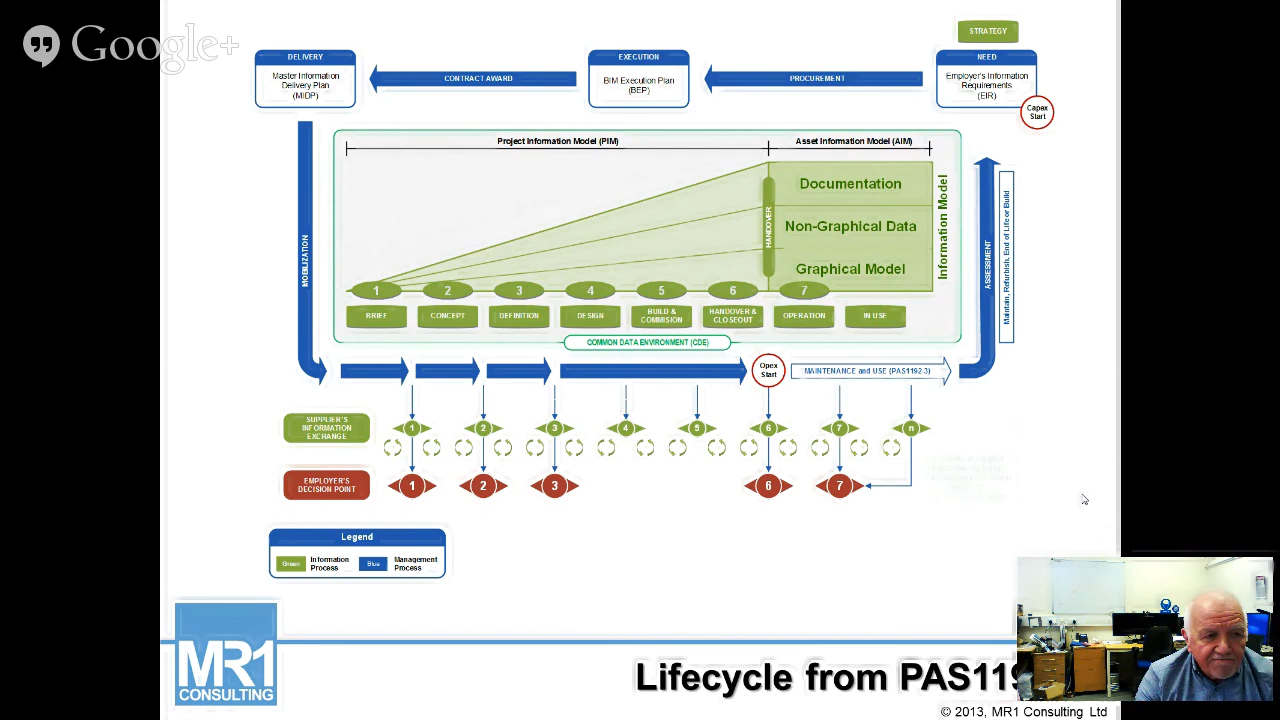 Google+
STRATEGY
DELIVERY
Master Information
Delivery Plan
(MIDP)
CONTRACT AWARD
EXECUTION
BIM Execution Plan
(BEP)
PROCUREMENT
NEED
Employer's Information
Requirements
(EIR)
Capex
Start
Project Information Model (PIM)
Asset Information Model (AIM)
MOBILIZATION
HANDOVER
Documentation
Non-Graphical Data
Graphical Model
Information Model
ASSESSMENT
Maintain, Refurbish, End of Life or Build
1 2 3 4 5 6 7
BRIEF
CONCEPT
DEFINITION
DESIGN
BUILD &
COMMISION
HANDOVER &
CLOSEOUT
OPERATION
IN USE
COMMON DATA ENVIRONMENT (CDE)
Opex
Start
MAINTENANCE and USE (PAS1192-3)
SUPPLIER'S
INFORMATION
EXCHANGE
1 2 3 4 5 6 7 n
EMPLOYER'S
DECISION POINT
1 2 3 6 7
Legend
Green
Information
Process
Blue
Management
Process
MR1
CONSULTING
Lifecycle from PAS119
© 2013, MR1 Consulting Ltd